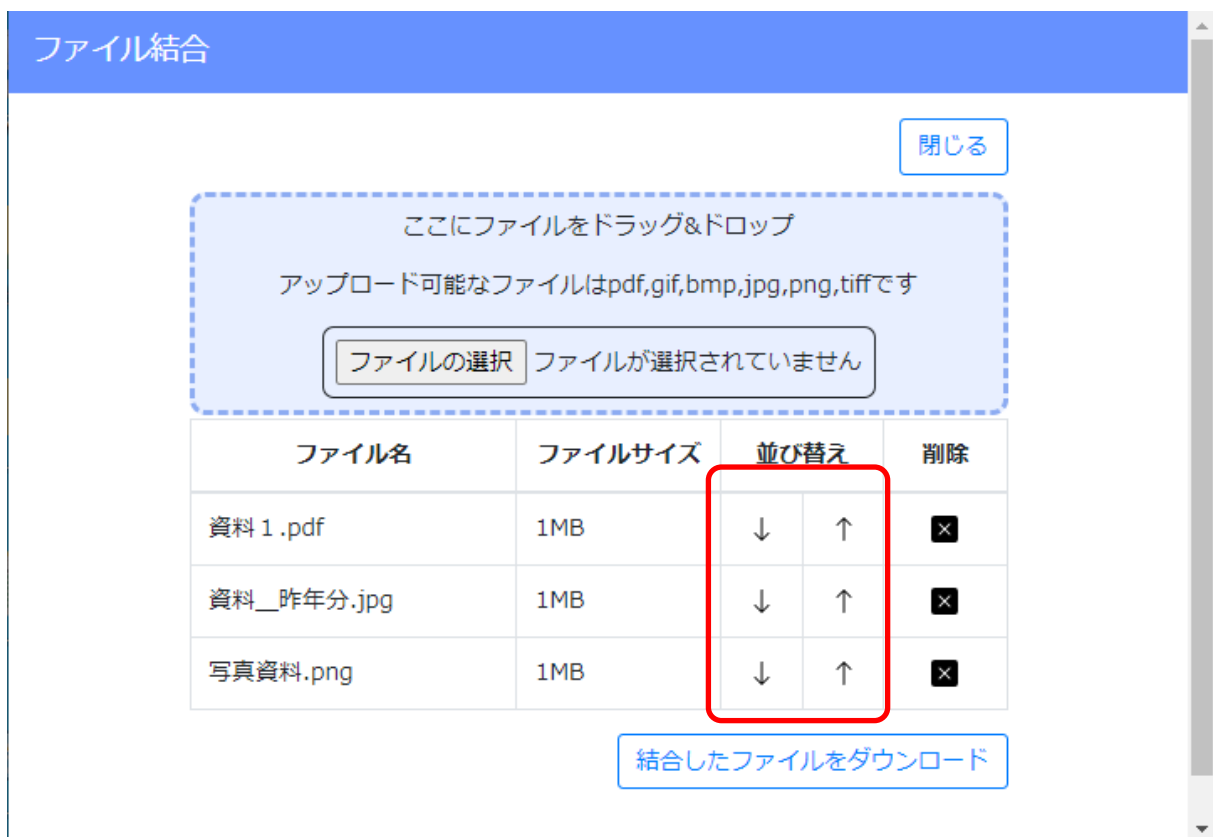 ファイル結合
閉じる
ここにファイルをドラッグ&ドロップ
アップロード可能なファイルはpdf,gif,bmp,jpg,png,tiffです
ファイルの選択 ファイルが選択されていません
ファイル名 ファイルサイズ 並び替え 削除
資料１.pdf 1MB ↓ ↑ ×
資料__昨年分.jpg 1MB ↓ ↑ ×
写真資料.png 1MB ↓ ↑ ×
結合したファイルをダウンロード